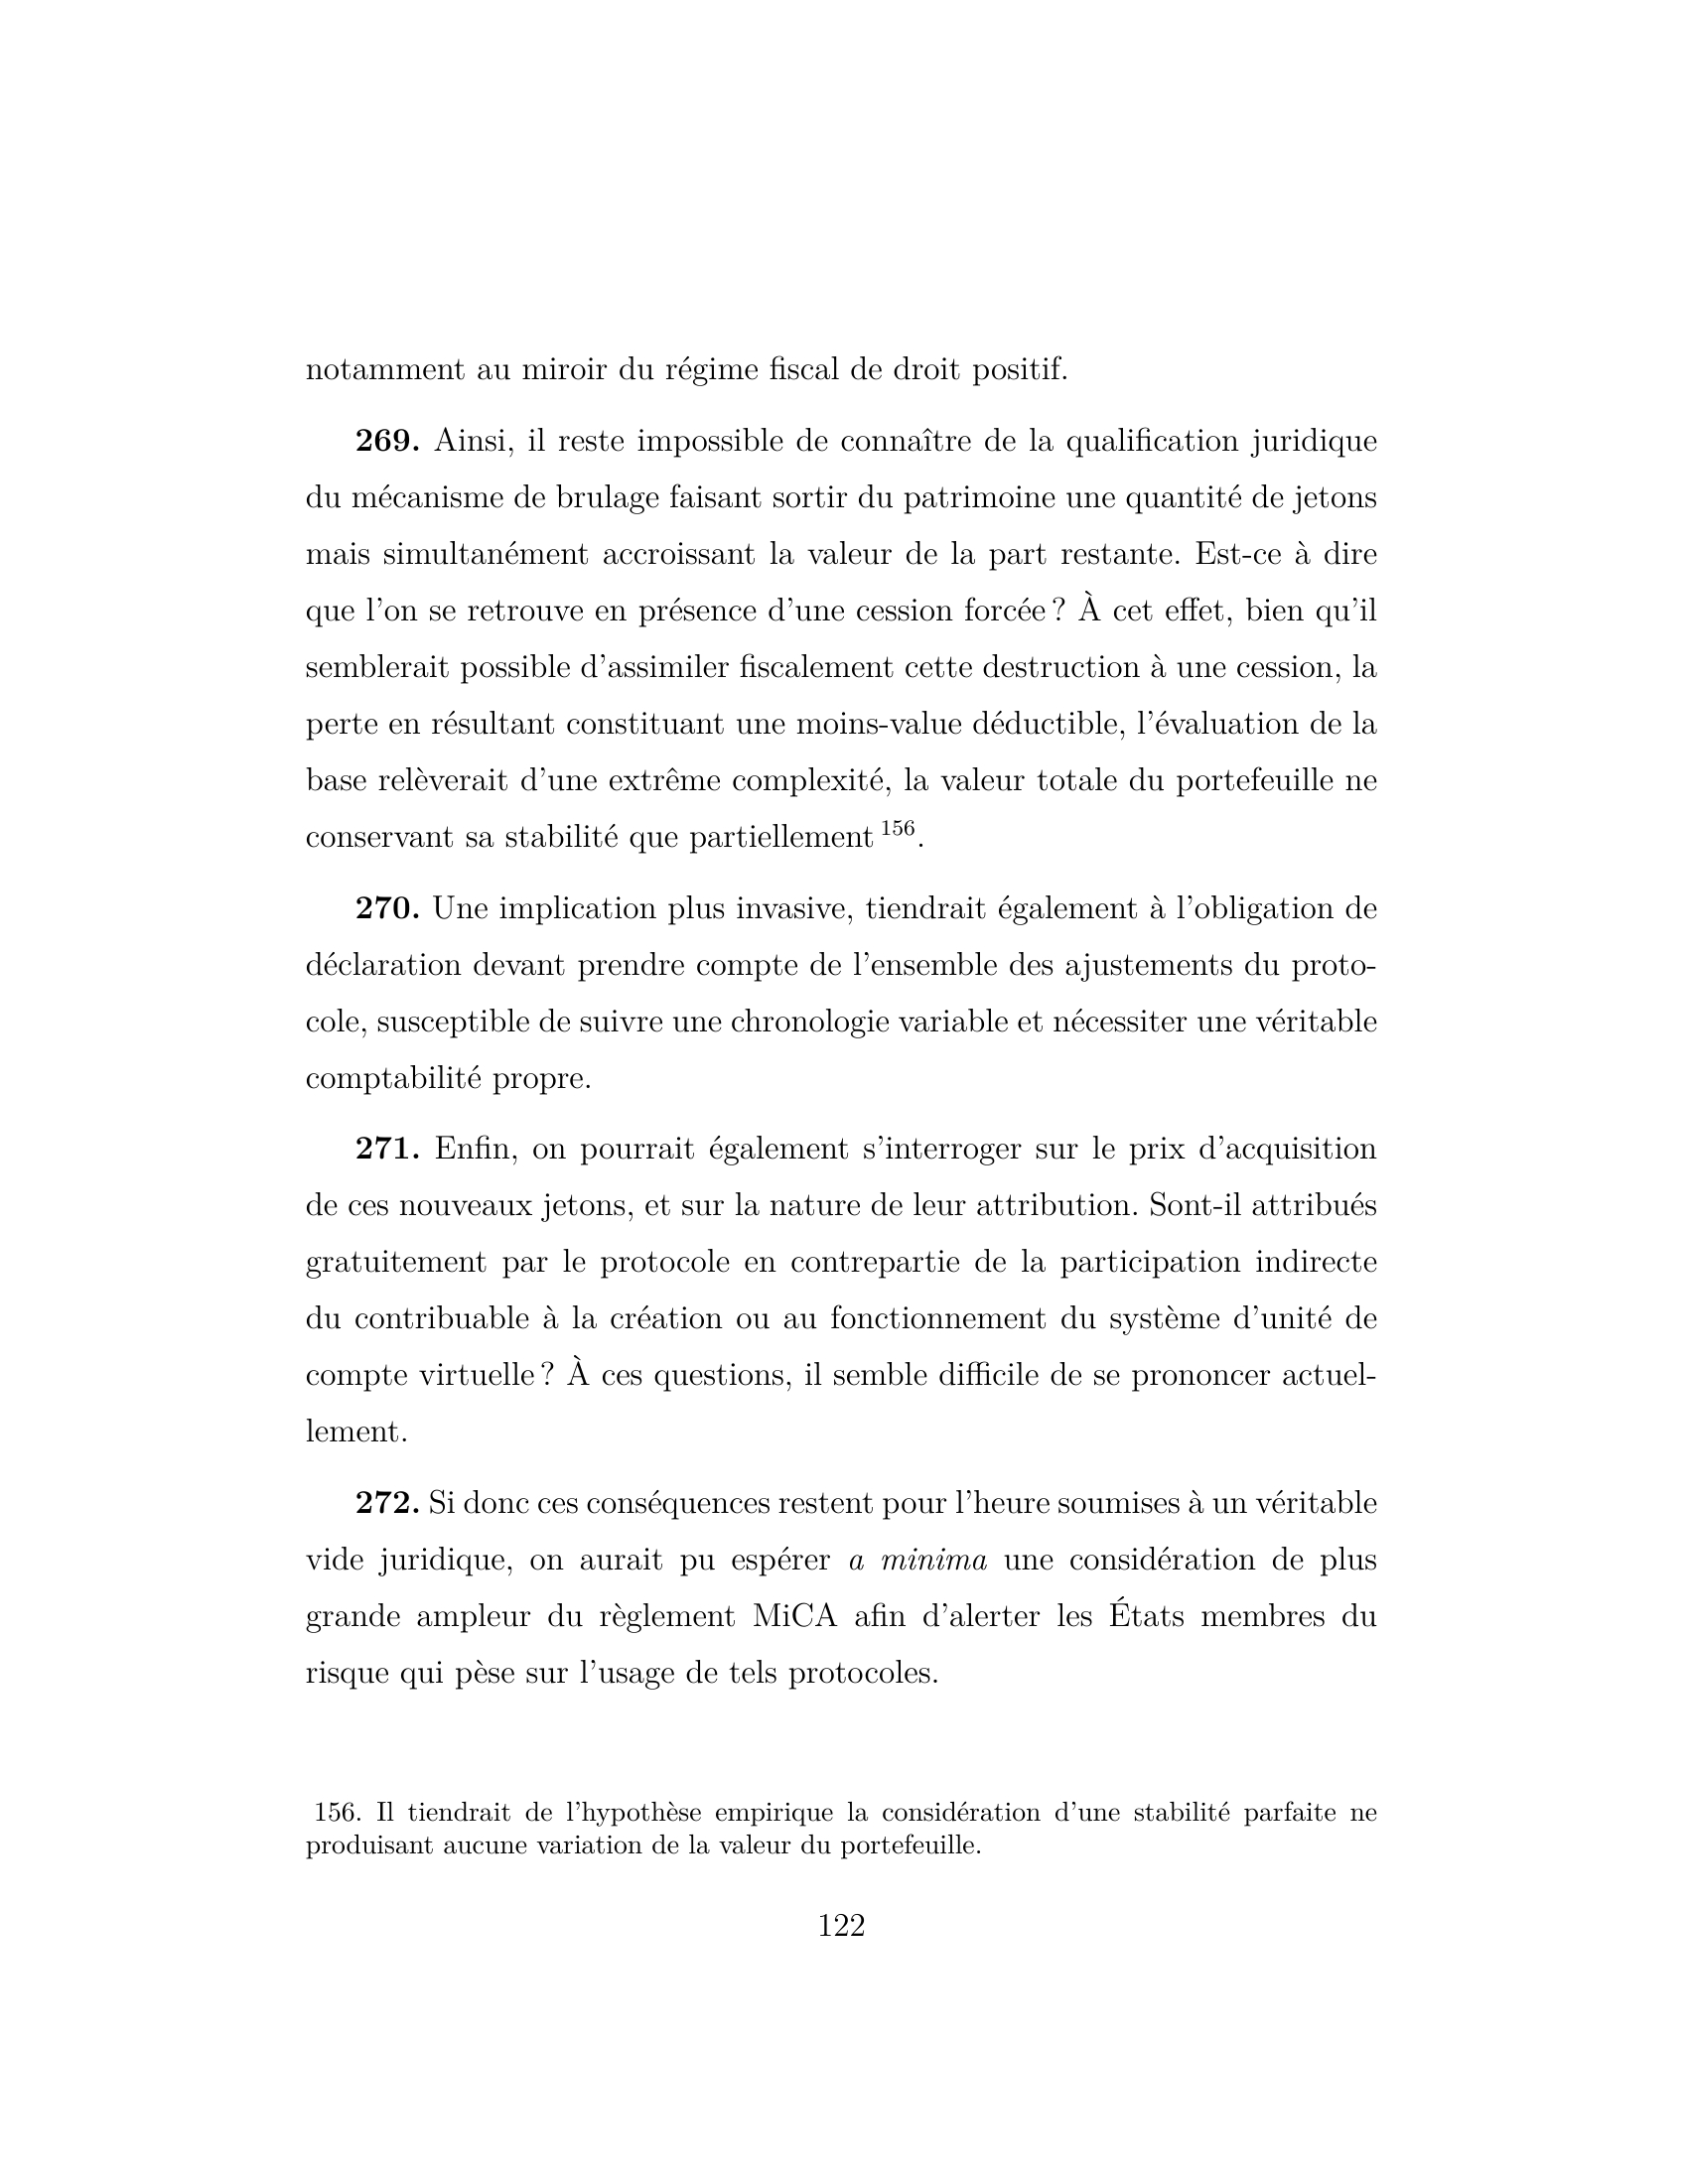 notamment au miroir du régime fiscal de droit positif.
269. Ainsi, il reste impossible de connaître de la qualification juridique
du mécanisme de brulage faisant sortir du patrimoine une quantité de jetons
mais simultanément accroissant la valeur de la part restante. Est-ce à dire
que l'on se retrouve en présence d'une cession forcée ? À cet effet, bien qu'il
semblerait possible d'assimiler fiscalement cette destruction à une cession, la
perte en résultant constituant une moins-value déductible, l'évaluation de la
base relèverait d'une extrême complexité, la valeur totale du portefeuille ne
conservant sa stabilité que partiellement 156.
270. Une implication plus invasive, tiendrait également à l'obligation de
déclaration devant prendre compte de l'ensemble des ajustements du proto-
cole, susceptible de suivre une chronologie variable et nécessiter une véritable
comptabilité propre.
271. Enfin, on pourrait également s'interroger sur le prix d'acquisition
de ces nouveaux jetons, et sur la nature de leur attribution. Sont-il attribués
gratuitement par le protocole en contrepartie de la participation indirecte
du contribuable à la création ou au fonctionnement du système d'unité de
compte virtuelle ? À ces questions, il semble difficile de se prononcer actuel-
lement.
272. Si donc ces conséquences restent pour l'heure soumises à un véritable
vide juridique, on aurait pu espérer a minima une considération de plus
grande ampleur du règlement MiCA afin d'alerter les États membres du
risque qui pèse sur l'usage de tels protocoles.
156. Il tiendrait de l'hypothèse empirique la considération d'une stabilité parfaite ne
produisant aucune variation de la valeur du portefeuille.
122